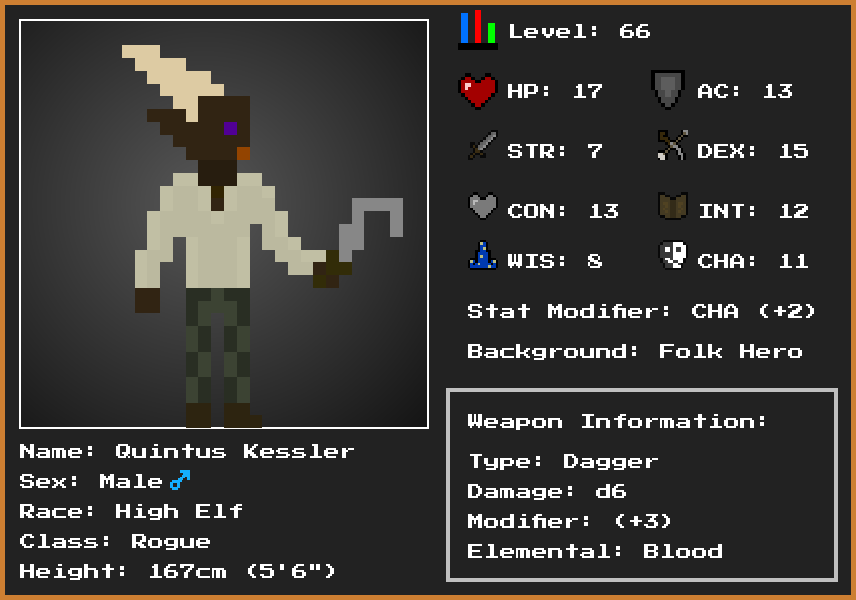 Level: 66
HP: 17 AC: 13
STR: 7 DEX: 15
CON: 13 INT: 12
WIS: 8 CHA: 11
Stat Modifier: CHA (+2)
Background: Folk Hero
Weapon Information:
Type: Dagger
Damage: d6
Modifier: (+3)
Elemental: Blood
Name: Quintus Kessler
Sex: Male ♂
Race: High Elf
Class: Rogue
Height: 167cm (5'6")